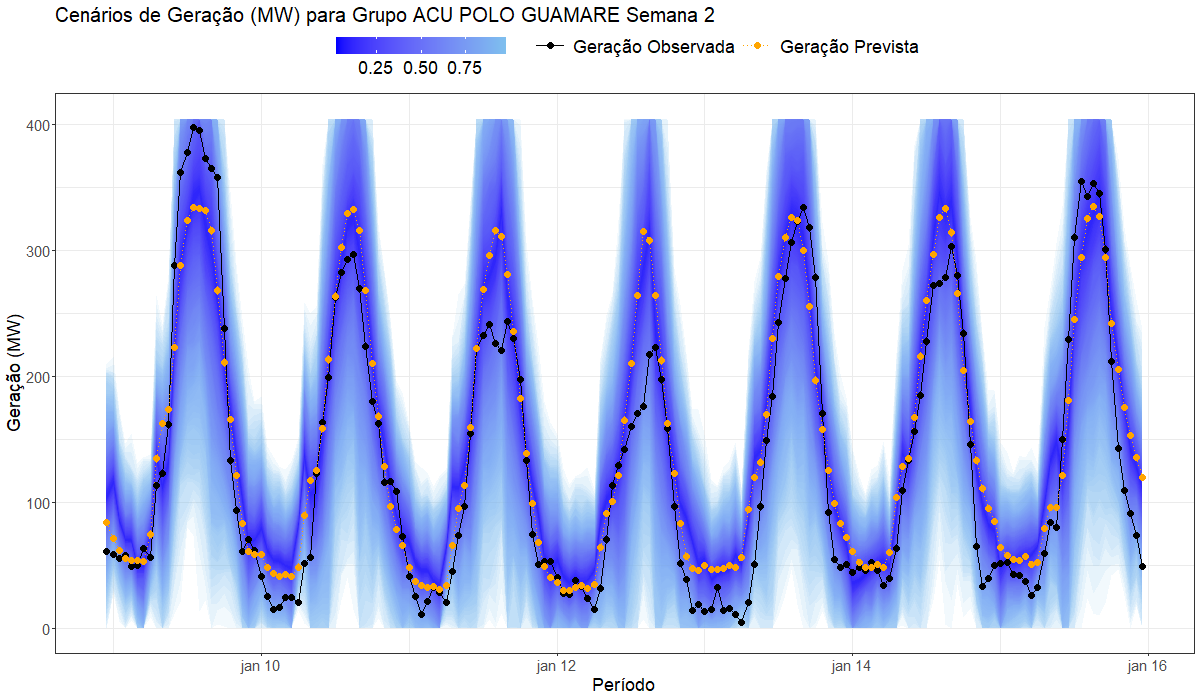 Cenários de Geração (MW) para Grupo ACU POLO GUAMARE Semana 2
0.25 0.50 0.75 Geração Observada Geração Prevista
Geração (MW)
400
300
200
100
0
jan 10 jan 12 jan 14 jan 16
Período